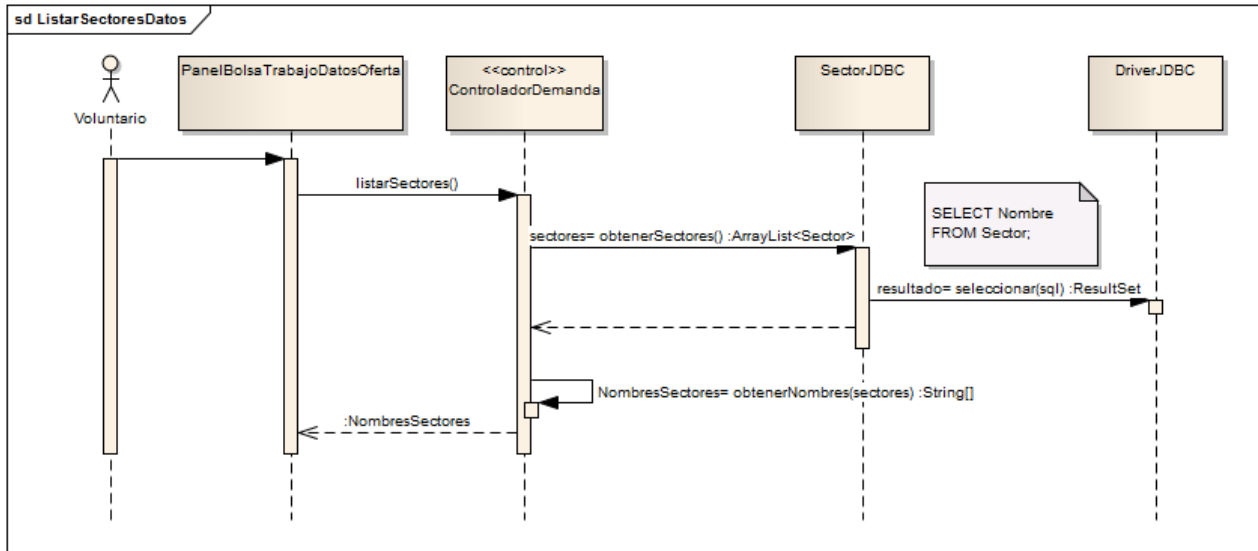 sd ListarSectoresDatos
Voluntario
PanelBolsaTrabajoDatosOferta
<<control>>
ControladorDemanda
SectorJDBC
DriverJDBC
listarSectores()
sectores= obtenerSectores() :ArrayList<Sector>
SELECT Nombre
FROM Sector;
resultado= seleccionar(sql) :ResultSet
NombresSectores= obtenerNombres(sectores) :String[]
:NombresSectores